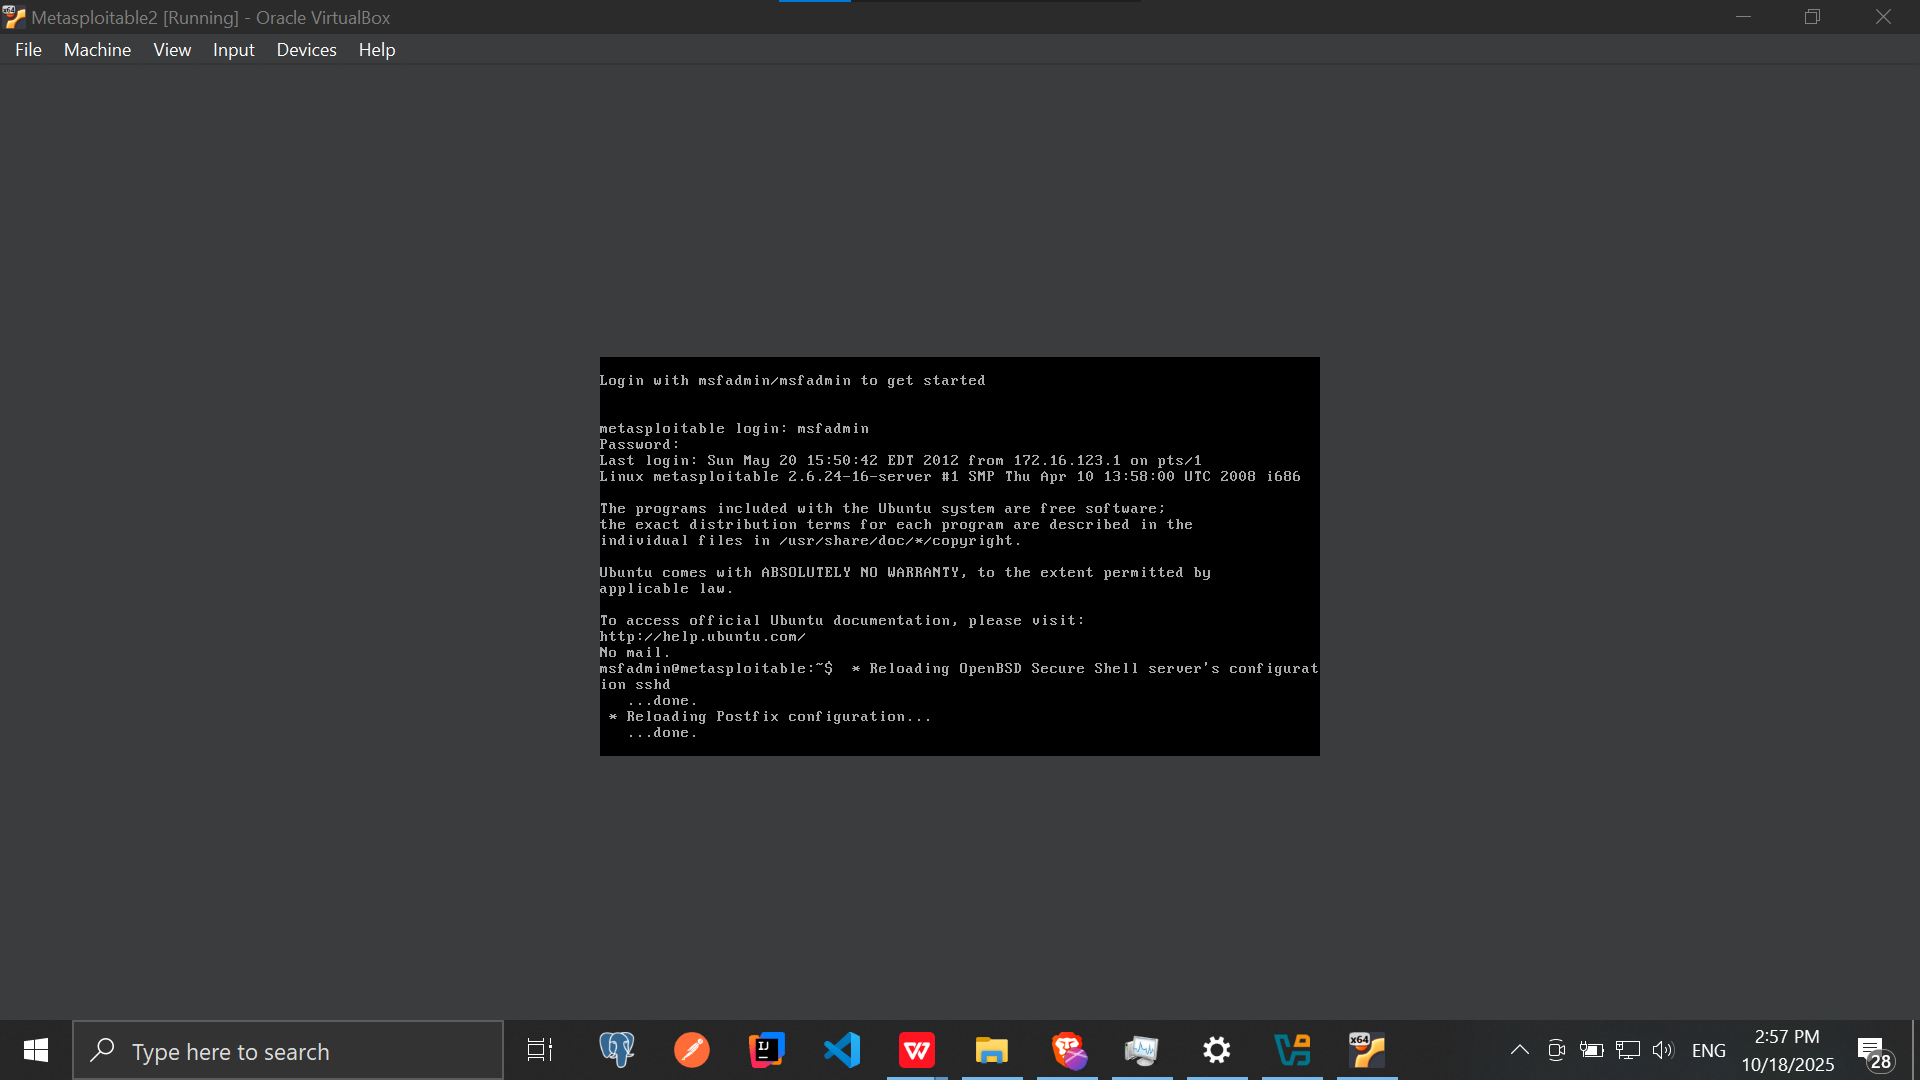 Metasploitable2 [Running] - Oracle VirtualBox
File Machine View Input Devices Help
Login with msfadmin/msfadmin to get started
metasploitable login: msfadmin
Password:
Last login: Sun May 20 15:50:42 EDT 2012 from 172.16.123.1 on pts/1
Linux metasploitable 2.6.24-16-server #1 SMP Thu Apr 10 13:58:00 UTC 2008 i686
The programs included with the Ubuntu system are free software;
the exact distribution terms for each program are described in the
individual files in /usr/share/doc/*/copyright.
Ubuntu comes with ABSOLUTELY NO WARRANTY, to the extent permitted by
applicable law.
To access official Ubuntu documentation, please visit:
http://help.ubuntu.com/
No mail.
msfadmin@metasploitable:~$  * Reloading OpenBSD Secure Shell server's configurat
ion sshd
...done.
* Reloading Postfix configuration...
...done.
Type here to search
IJ
W
x64
ENG
2:57 PM
10/18/2025
28